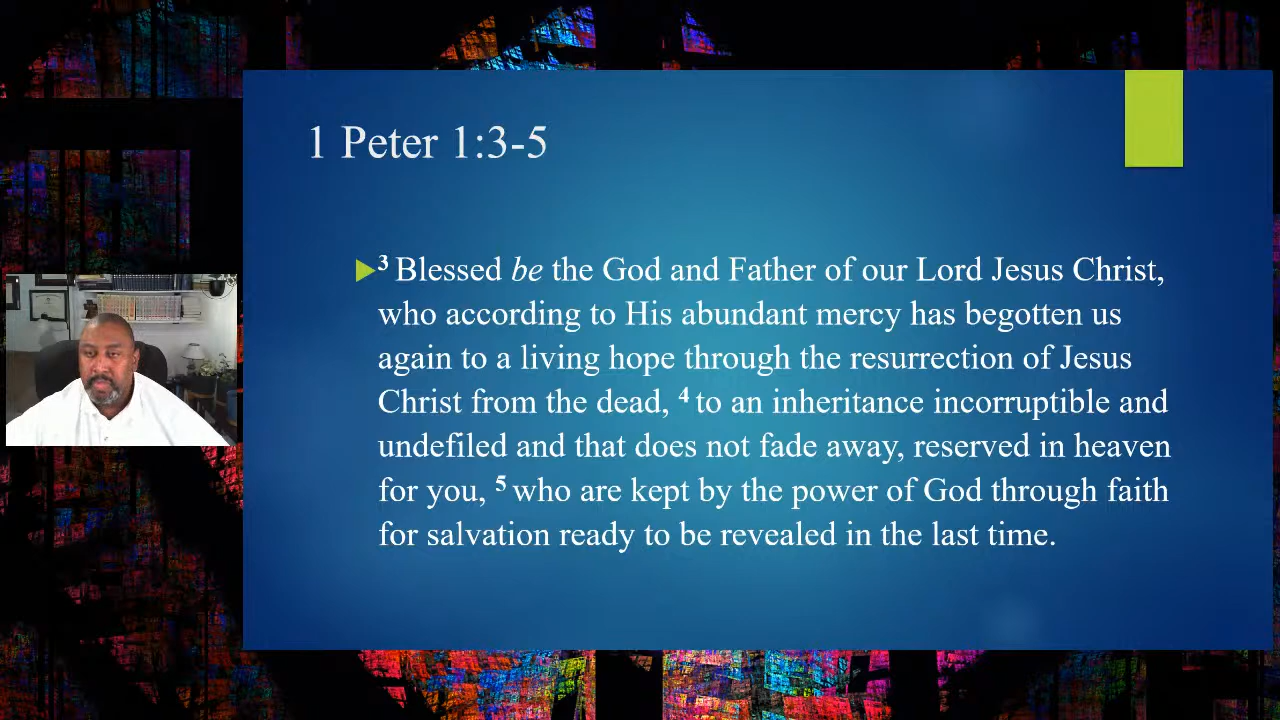 1 Peter 1:3-5
3 Blessed be the God and Father of our Lord Jesus Christ,
who according to His abundant mercy has begotten us
again to a living hope through the resurrection of Jesus
Christ from the dead, 4 to an inheritance incorruptible and
undefiled and that does not fade away, reserved in heaven
for you, 5 who are kept by the power of God through faith
for salvation ready to be revealed in the last time.